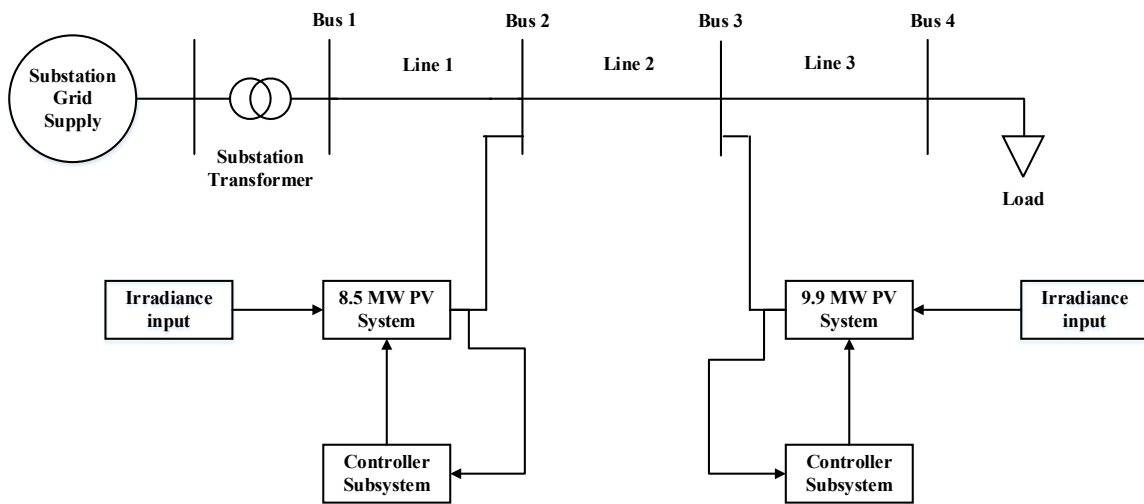 Bus 1
Bus 2
Bus 3
Bus 4
Substation
Grid
Supply
Line 1
Line 2
Line 3
Substation
Transformer
Load
Irradiance
input
8.5 MW PV
System
9.9 MW PV
System
Irradiance
input
Controller
Subsystem
Controller
Subsystem